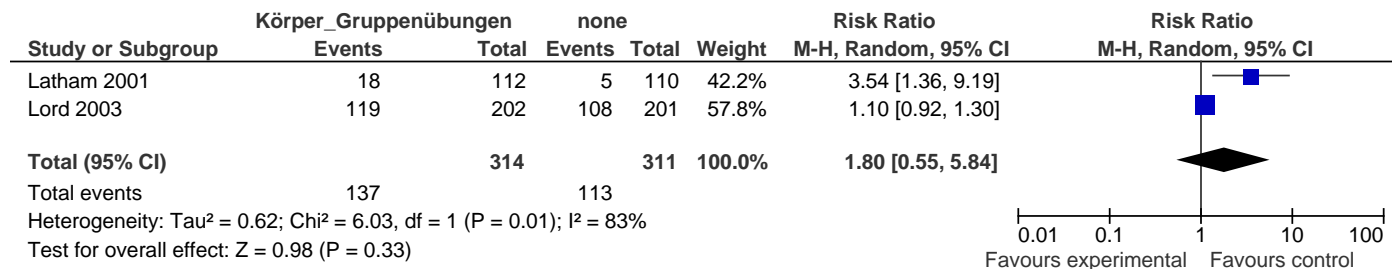 Körper_Gruppenübungen none Risk Ratio Risk Ratio
Study or Subgroup Events Total Events Total Weight M-H, Random, 95% CI M-H, Random, 95% CI
Latham 2001 18 112 5 110 42.2% 3.54 [1.36, 9.19]
Lord 2003 119 202 108 201 57.8% 1.10 [0.92, 1.30]
Total (95% CI) 314 311 100.0% 1.80 [0.55, 5.84]
Total events 137 113
Heterogeneity: Tau² = 0.62; Chi² = 6.03, df = 1 (P = 0.01); I² = 83%
Test for overall effect: Z = 0.98 (P = 0.33)
0.01 0.1 1 10 100
Favours experimental Favours control